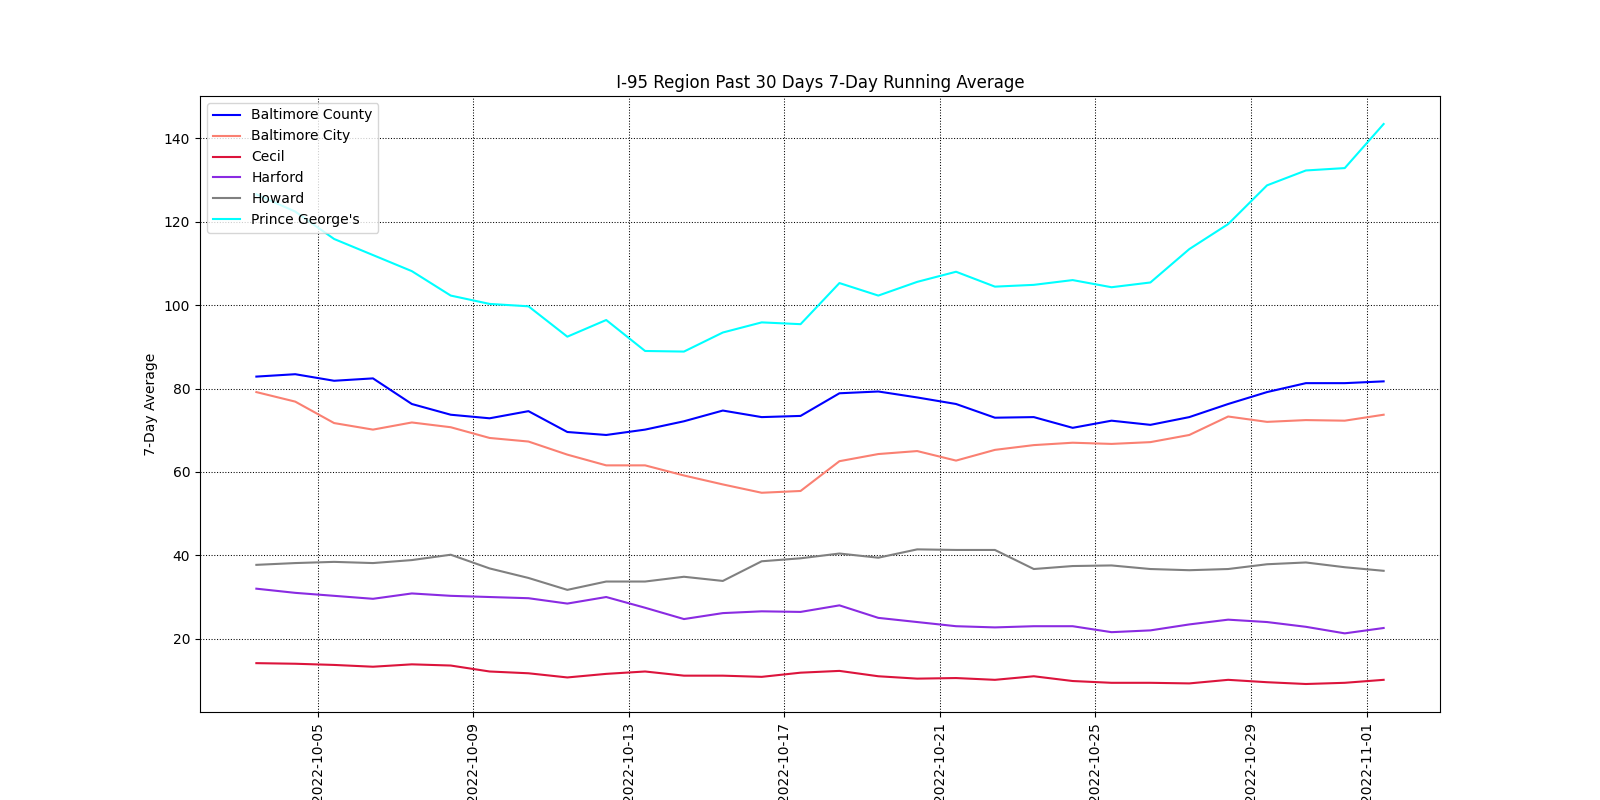 I-95 Region Past 30 Days 7-Day Running Average
Baltimore County
Baltimore City
Cecil
Harford
Howard
Prince George's
7-Day Average
140
120
100
80
60
40
20
2022-10-05
2022-10-09
2022-10-13
2022-10-17
2022-10-21
2022-10-25
2022-10-29
2022-11-01